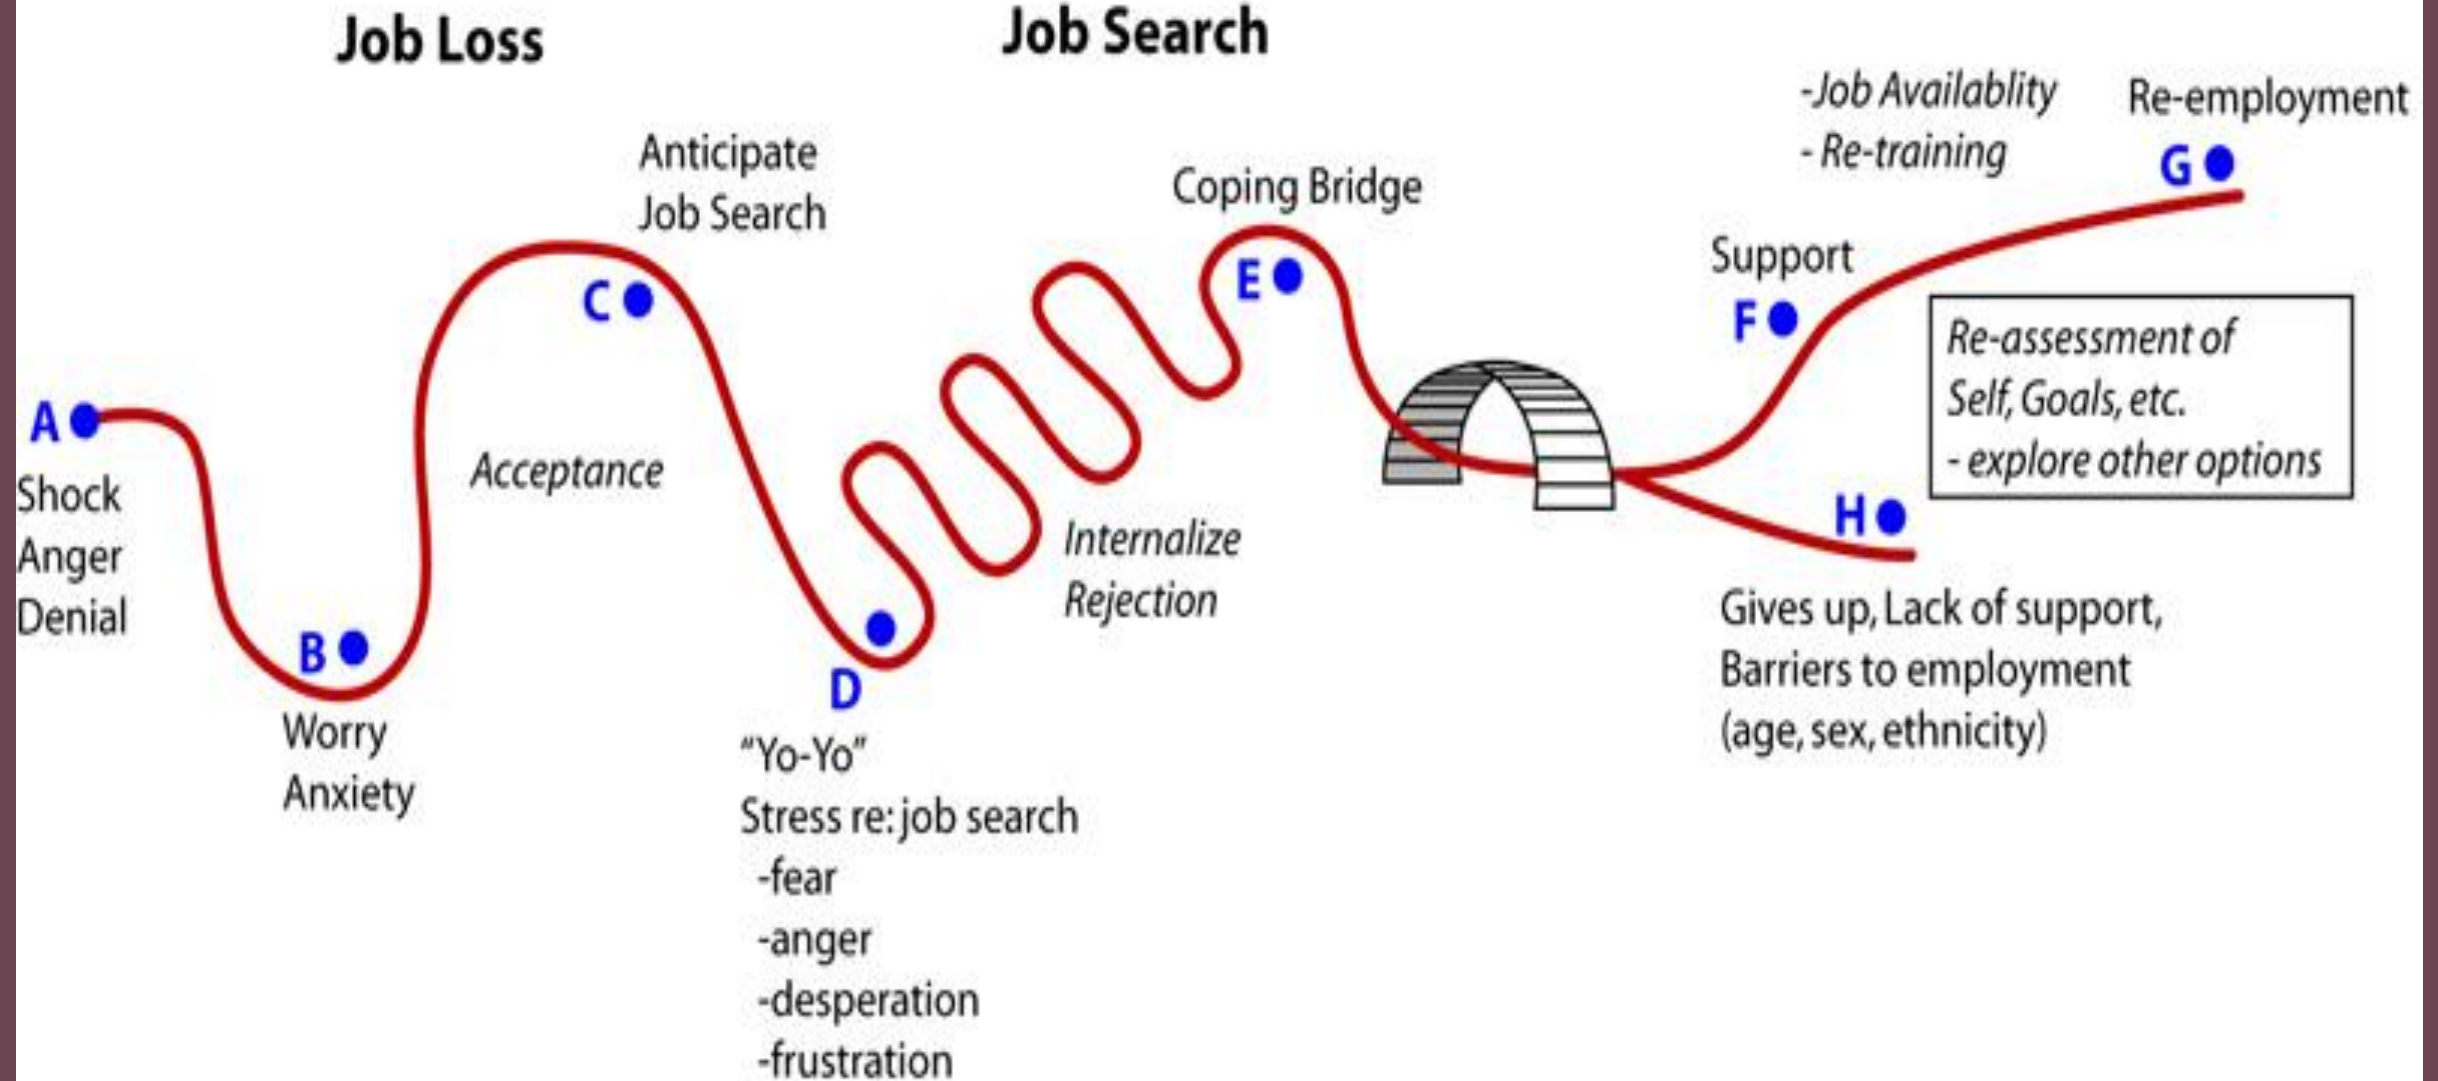 Job Loss
Job Search
Anticipate
Job Search
C
A
Shock
Anger
Denial
B
Worry
Anxiety
Acceptance
D
"Yo-Yo"
Stress re: job search
-fear
-anger
-desperation
-frustration
Internalize
Rejection
Coping Bridge
E
-Job Availablity
- Re-training
Re-employment
G
Support
F
Re-assessment of
Self, Goals, etc.
- explore other options
H
Gives up, Lack of support,
Barriers to employment
(age, sex, ethnicity)